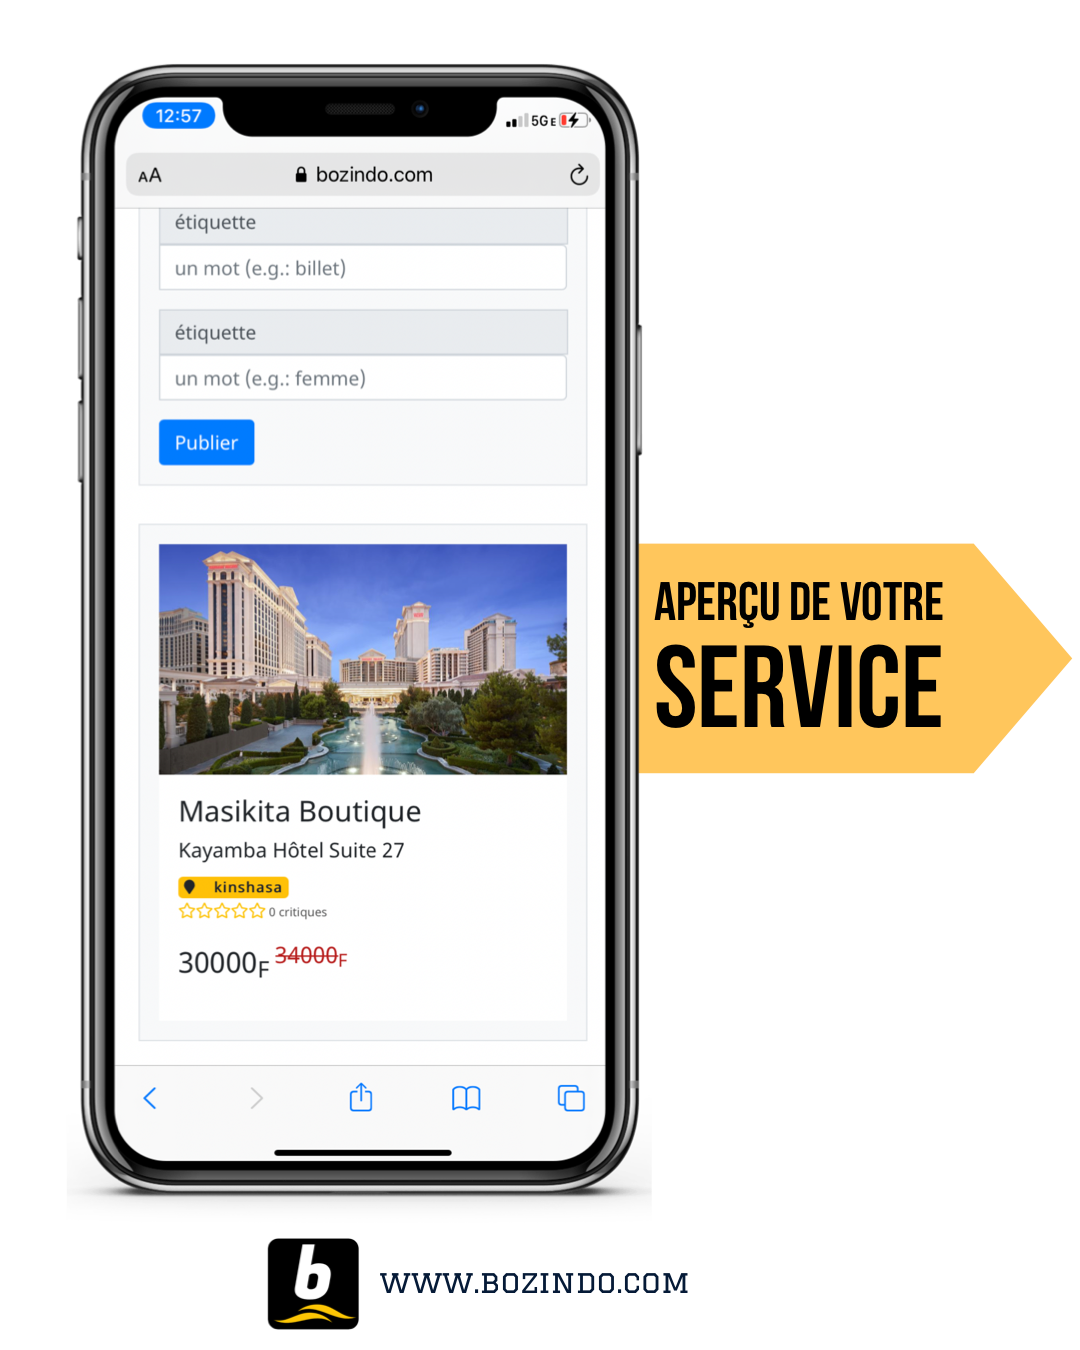 12:57
5GE
AA
bozindo.com
étiquette
un mot (e.g.: billet)
étiquette
un mot (e.g.: femme)
Publier
APERÇU DE VOTRE
SERVICE
Masikita Boutique
Kayamba Hôtel Suite 27
kinshasa
0 critiques
30000F 34000F
b
WWW.BOZINDO.COM